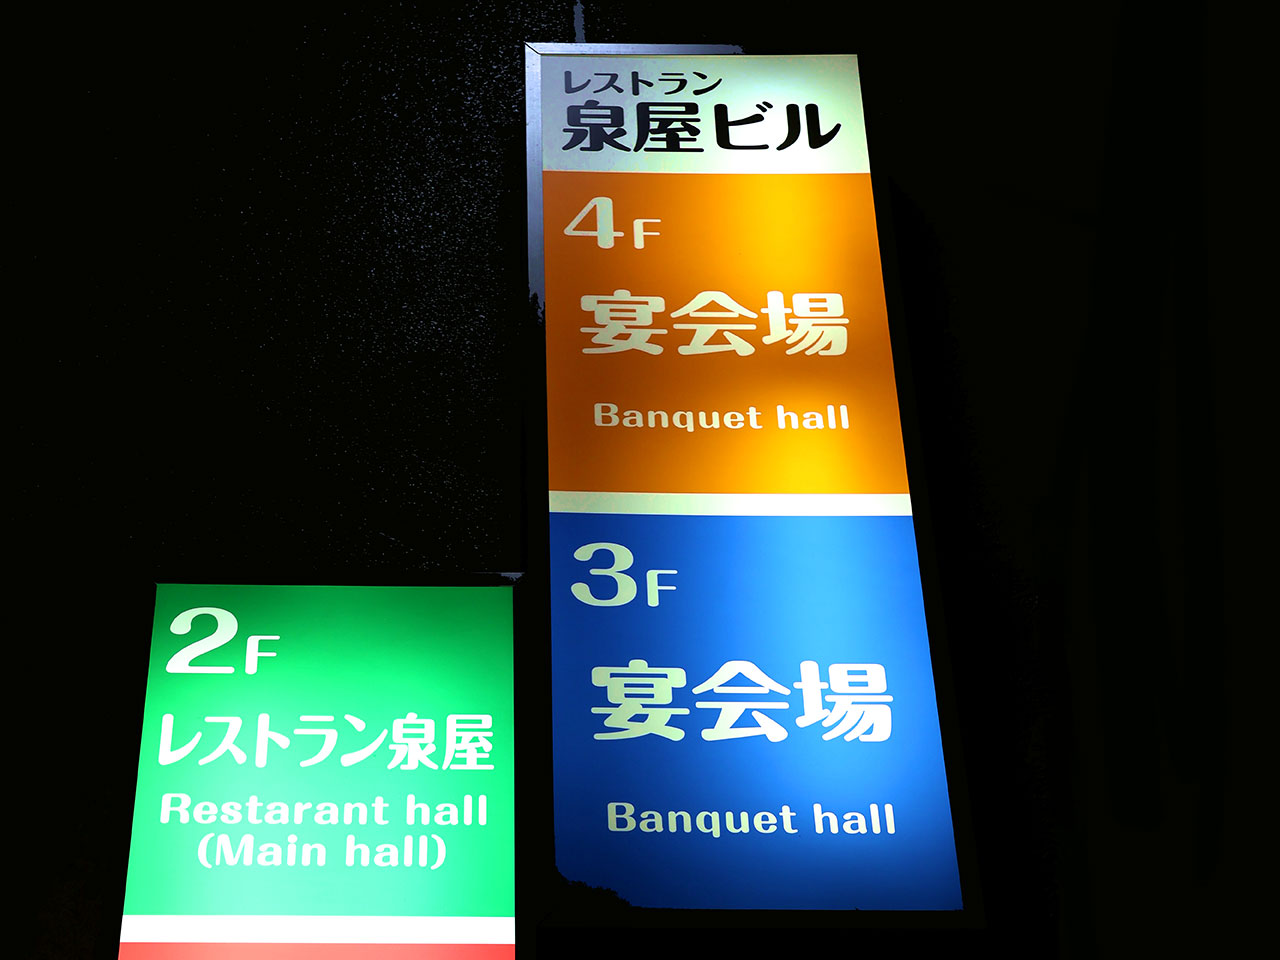 レストラン
泉屋ビル
4F
宴会場
Banquet hall
3F
宴会場
Banquet hall
2F
レストラン泉屋
Restarant hall
(Main hall)